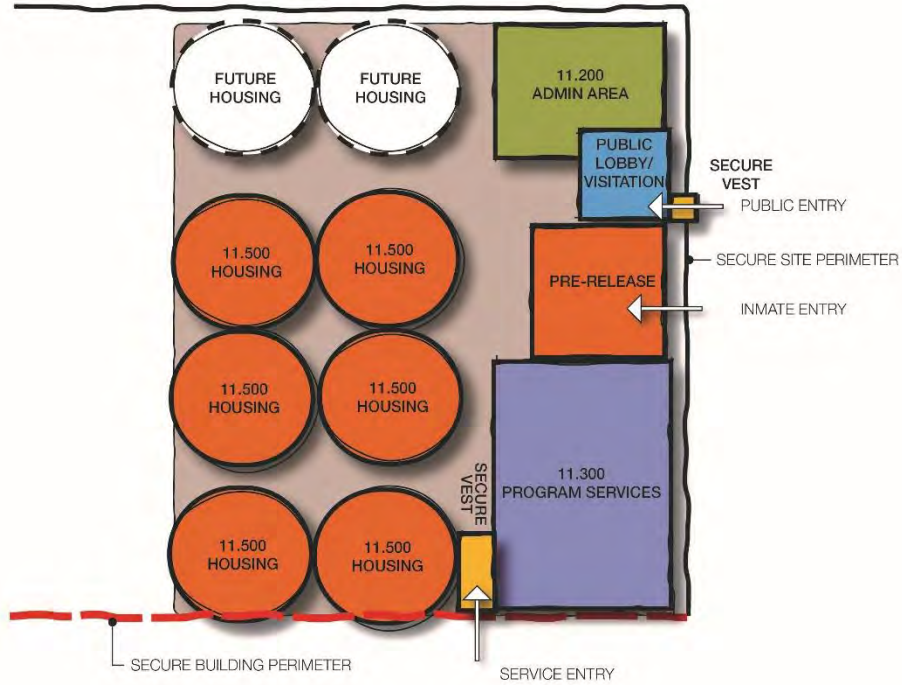 FUTURE
HOUSING
FUTURE
HOUSING
11.200
ADMIN AREA
PUBLIC
LOBBY/
VISITATION
SECURE
VEST
PUBLIC ENTRY
11.500
HOUSING
11.500
HOUSING
SECURE SITE PERIMETER
PRE-RELEASE
INMATE ENTRY
11.500
HOUSING
11.500
HOUSING
11.300
PROGRAM SERVICES
SECURE
VEST
11.500
HOUSING
11.500
HOUSING
SECURE BUILDING PERIMETER
SERVICE ENTRY